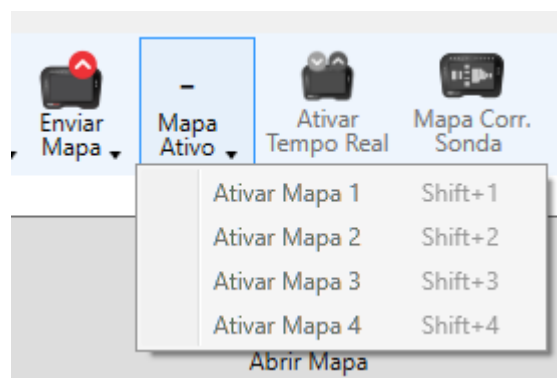 Enviar
Mapa
-
Mapa
Ativo
Ativar
Tempo Real
Mapa Corr.
Sonda
Ativar Mapa 1 Shift+1
Ativar Mapa 2 Shift+2
Ativar Mapa 3 Shift+3
Ativar Mapa 4 Shift+4
Abrir Mapa